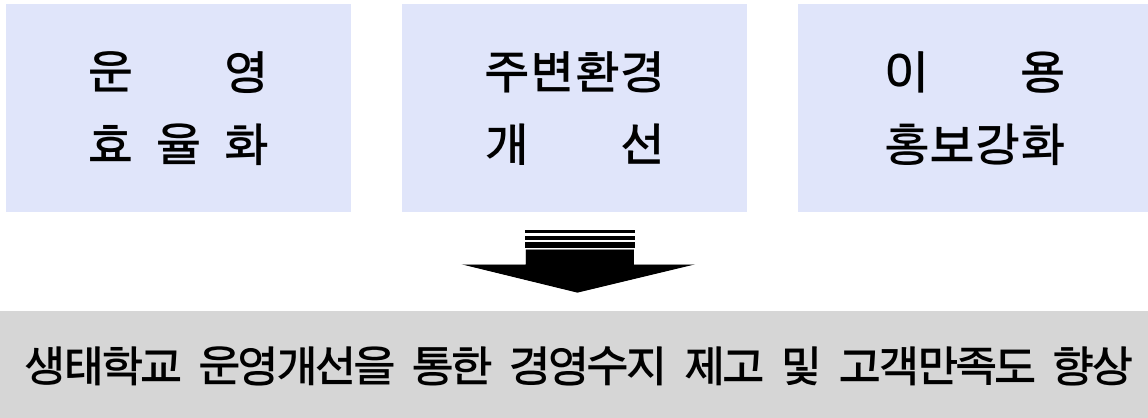 운 영
효 율 화
주변환경
개 선
이 용
홍보강화
생태학교 운영개선을 통한 경영수지 제고 및 고객만족도 향상